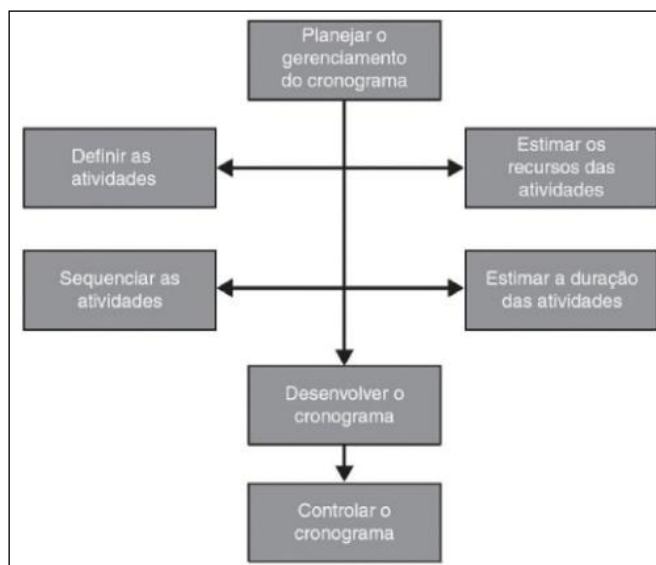 Planejar o
gerenciamento
do cronograma
Definir as
atividades
Estimar os
recursos das
atividades
Sequenciar as
atividades
Estimar a duração
das atividades
Desenvolver o
cronograma
Controlar o
cronograma